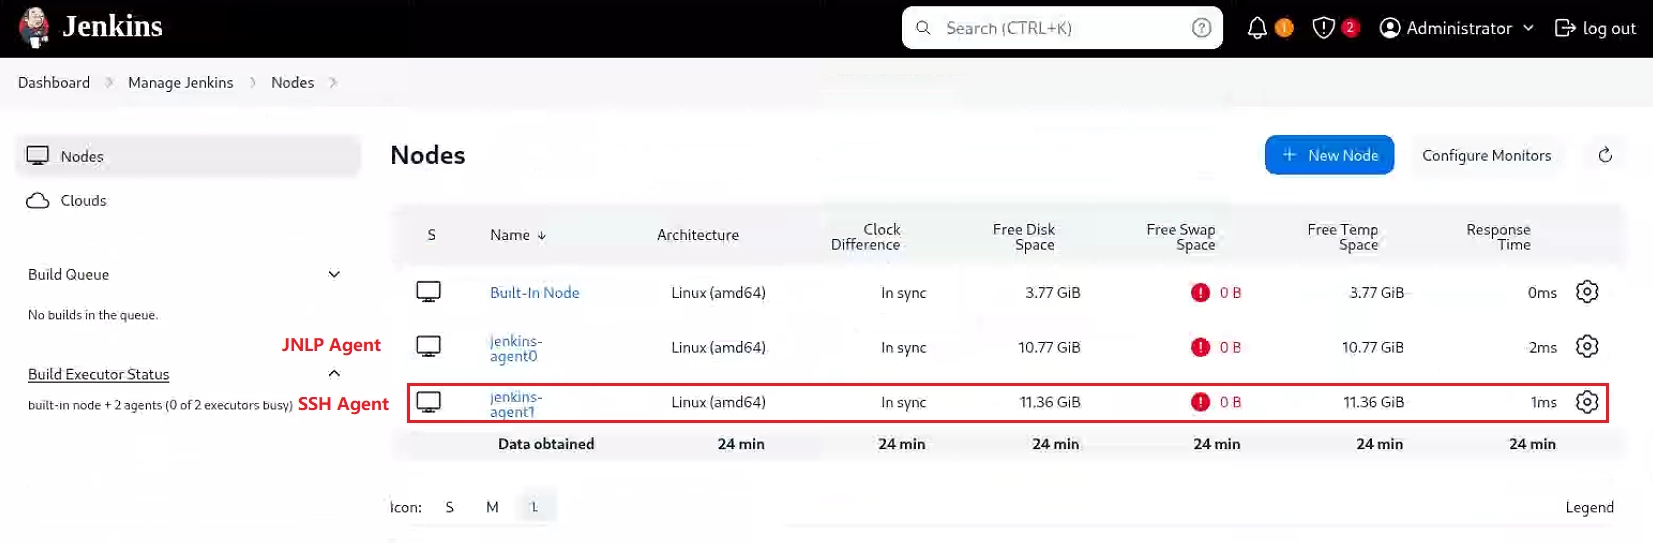 Jenkins
Search (CTRL+K)
1
2
Administrator
log out
Dashboard
Manage Jenkins
Nodes
Nodes
Clouds
Build Queue
No builds in the queue.
JNLP Agent
Build Executor Status
built-in node + 2 agents (0 of 2 executors busy)
SSH Agent
Nodes
+ New Node
Configure Monitors
S Name ↓ Architecture Clock Difference Free Disk Space Free Swap Space Free Temp Space Response Time
Built-In Node Linux (amd64) In sync 3.77 GiB 0 B 3.77 GiB 0ms
jenkins-agent0 Linux (amd64) In sync 10.77 GiB 0 B 10.77 GiB 2ms
jenkins-agent1 Linux (amd64) In sync 11.36 GiB 0 B 11.36 GiB 1ms
Data obtained 24 min 24 min 24 min 24 min 24 min 24 min
Icon: S M L
Legend